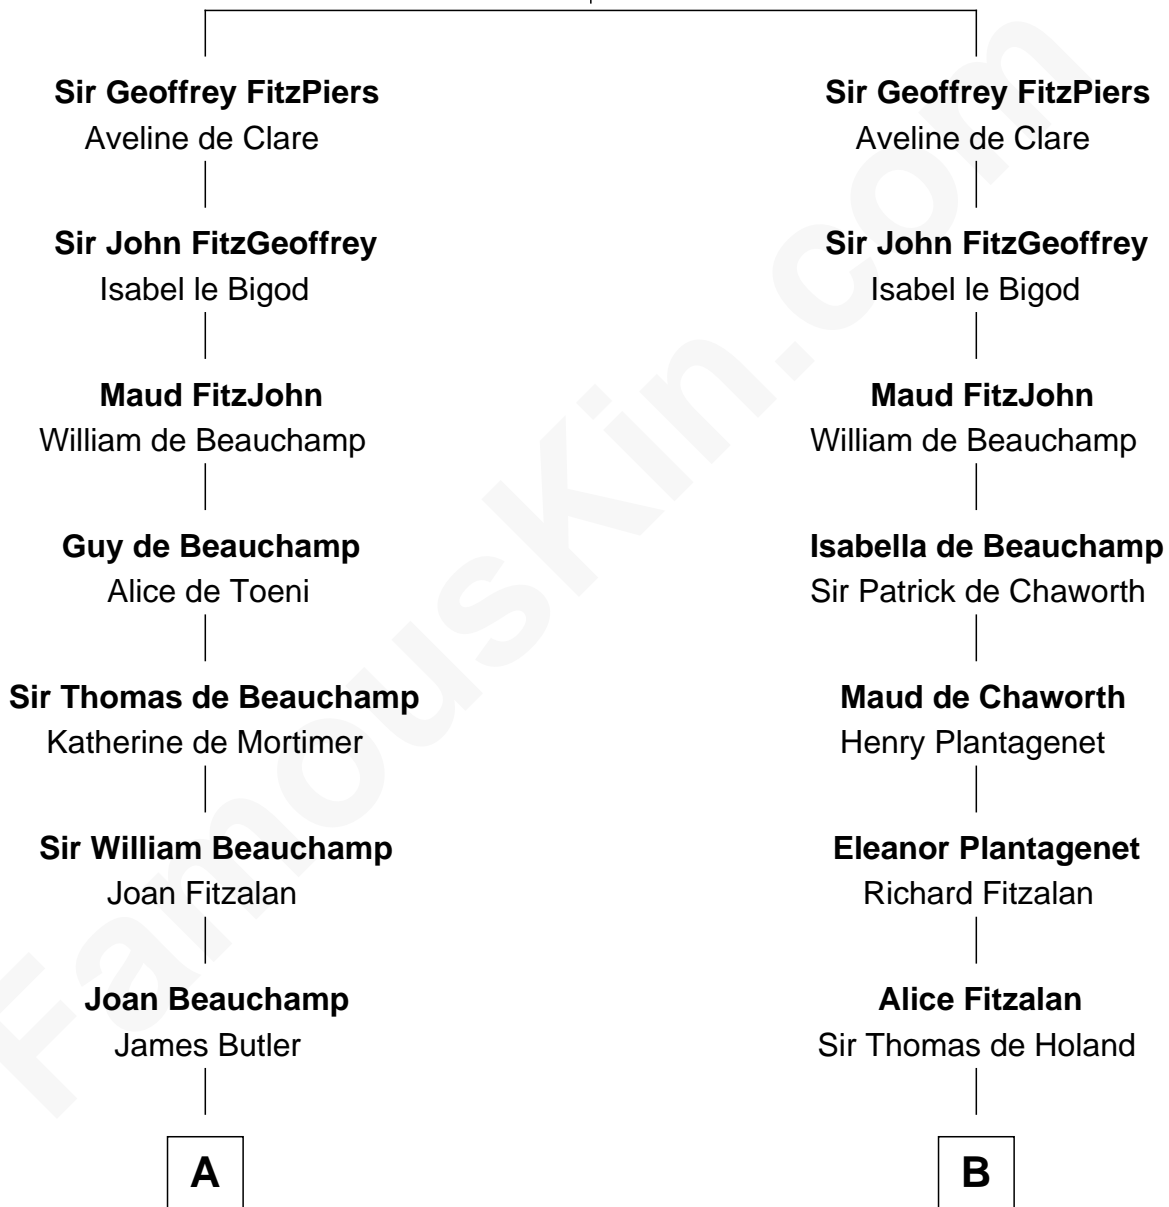 Sir Geoffrey FitzPiers
Aveline de Clare
Sir John FitzGeoffrey
Isabel le Bigod
Maud FitzJohn
William de Beauchamp
Guy de Beauchamp
Alice de Toeni
Sir Thomas de Beauchamp
Katherine de Mortimer
Sir William Beauchamp
Joan Fitzalan
Joan Beauchamp
James Butler
A
Sir Geoffrey FitzPiers
Aveline de Clare
Sir John FitzGeoffrey
Isabel le Bigod
Maud FitzJohn
William de Beauchamp
Isabella de Beauchamp
Sir Patrick de Chaworth
Maud de Chaworth
Henry Plantagenet
Eleanor Plantagenet
Richard Fitzalan
Alice Fitzalan
Sir Thomas de Holand
B
FamousKin.com